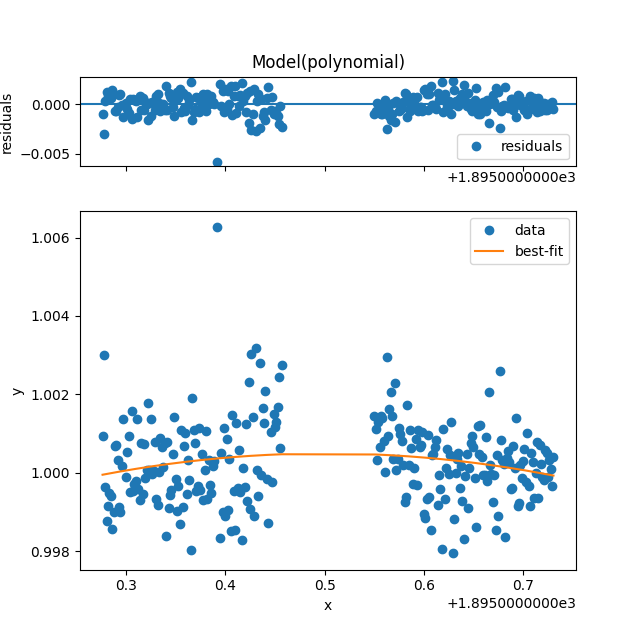 Model(polynomial)
0.000
−0.005
residuals
residuals
+1.8950000000e3
1.006
1.004
1.002
1.000
0.998
y
data
best-fit
0.3 0.4 0.5 0.6 0.7
x
+1.8950000000e3